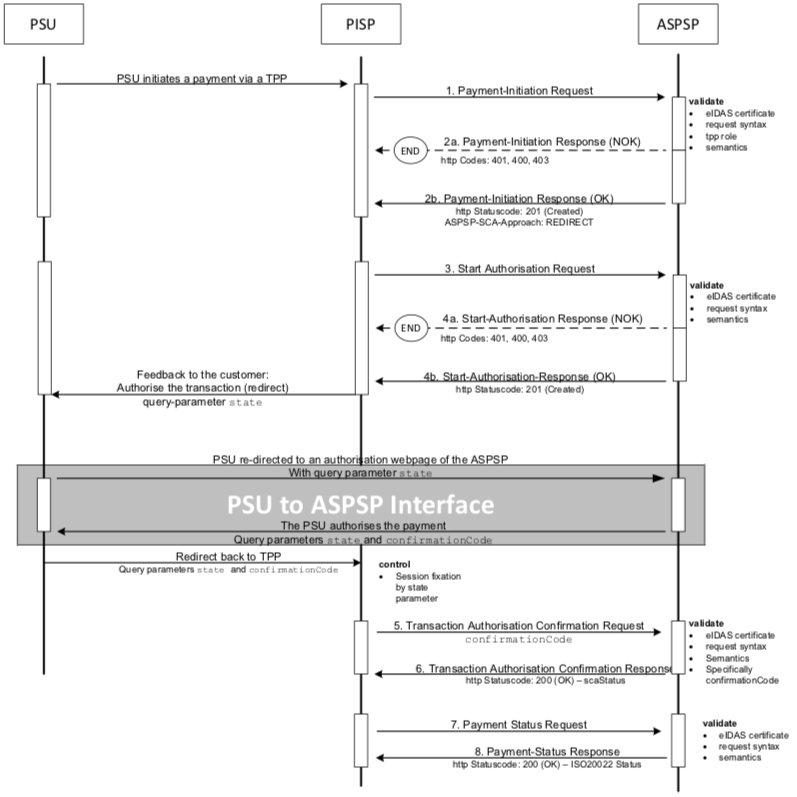 PSU
PISP
ASPSP
PSU initiates a payment via a TPP
1. Payment-Initiation Request
validate
• eIDAS certificate
• request syntax
• tpp role
• semantics
END
2a. Payment-Initiation Response (NOK)
http Codes: 401, 400, 403
2b. Payment-Initiation Response (OK)
http Statuscode: 201 (Created)
ASPSP-SCA-Approach: REDIRECT
3. Start Authorisation Request
validate
• eIDAS certificate
• request syntax
• semantics
END
4a. Start-Authorisation Response (NOK)
http Codes: 401, 400, 403
Feedback to the customer:
Authorise the transaction (redirect)
query-parameter state
4b. Start-Authorisation-Response (OK)
http Statuscode: 201 (Created)
PSU re-directed to an authorisation webpage of the ASPSP
With query parameter state
PSU to ASPSP Interface
The PSU authorises the payment
Query parameters state and confirmationCode
Redirect back to TPP
Query parameters state and confirmationCode
control
• Session fixation
by state
parameter
5. Transaction Authorisation Confirmation Request
confirmationCode
validate
• eIDAS certificate
• request syntax
• Semantics
• Specifically
confirmationCode
6. Transaction Authorisation Confirmation Response
http Statuscode: 200 (OK) – scaStatus
7. Payment Status Request
validate
• eIDAS certificate
• request syntax
• semantics
8. Payment-Status Response
http Statuscode: 200 (OK) – ISO20022 Status